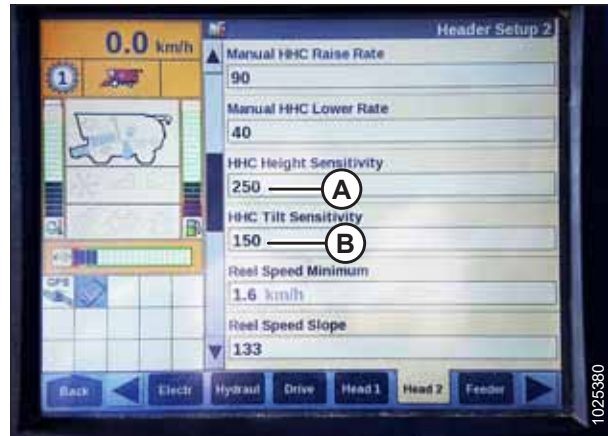 0.0 km/h
Header Setup 2
1
Manual HHC Raise Rate
90
Manual HHC Lower Rate
40
HHC Height Sensitivity
250
A
HHC Tilt Sensitivity
150
B
Reel Speed Minimum
1.6 km/h
Reel Speed Slope
133
GPS
Back
Electr
Hydraul
Drive
Head 1
Head 2
Feeder
1025380